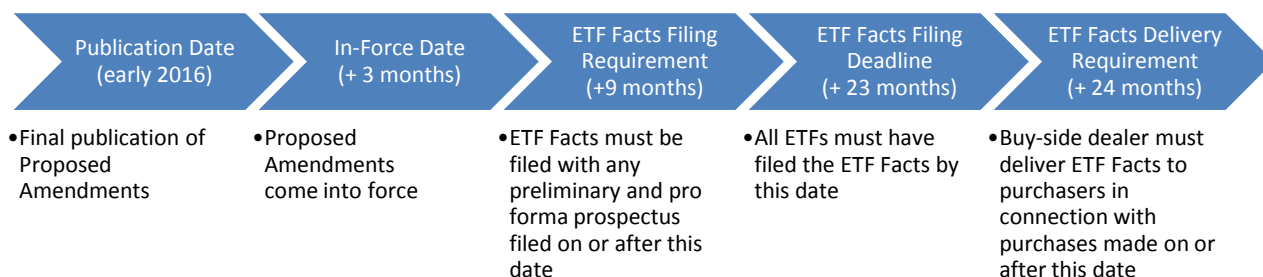 Publication Date
(early 2016)
In-Force Date
(+ 3 months)
ETF Facts Filing
Requirement
(+9 months)
ETF Facts Filing
Deadline
(+ 23 months)
ETF Facts Delivery
Requirement
(+ 24 months)
•Final publication of
Proposed
Amendments
•Proposed
Amendments
come into force
•ETF Facts must be
filed with any
preliminary and pro
forma prospectus
filed on or after this
date
•All ETFs must have
filed the ETF Facts by
this date
•Buy-side dealer must
deliver ETF Facts to
purchasers in
connection with
purchases made on or
after this date